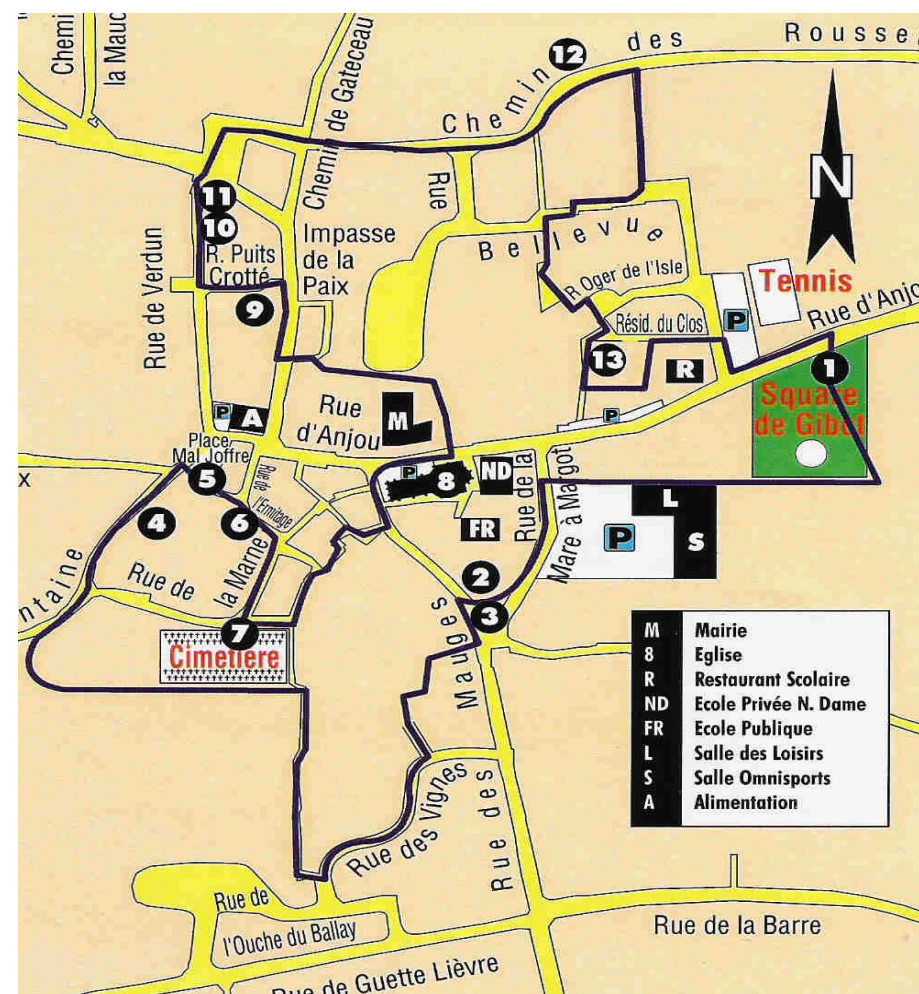 Chemin
la Maud
Chemin de Gateceau
12
Chemin des Rousse
N
11
10
R. Puits
Crotté
Impasse
de la
Paix
Rue
Bellevue
R Oger de l'Isle
Tennis
Rue d'Anjo
P
Résid. du Clos
Rue de Verdun
9
13
R
1
Square
de Gibot
P
A
Rue
d'Anjou
M
P
Place
Mal Joffre
P
8
ND
Rue de la
Mare à Magot
5
Rue de
l'Ermitage
x
4
6
FR
L
P
S
Rue de
la Marne
ntaine
2
3
7
Cimetière
Mauges
Rue des
Rue des Vignes
M Mairie
8 Eglise
R Restaurant Scolaire
ND Ecole Privée N. Dame
FR Ecole Publique
L Salle des Loisirs
S Salle Omnisports
A Alimentation
Rue de
l'Ouche du Ballay
Rue de la Barre
Rue de Guette Lièvre